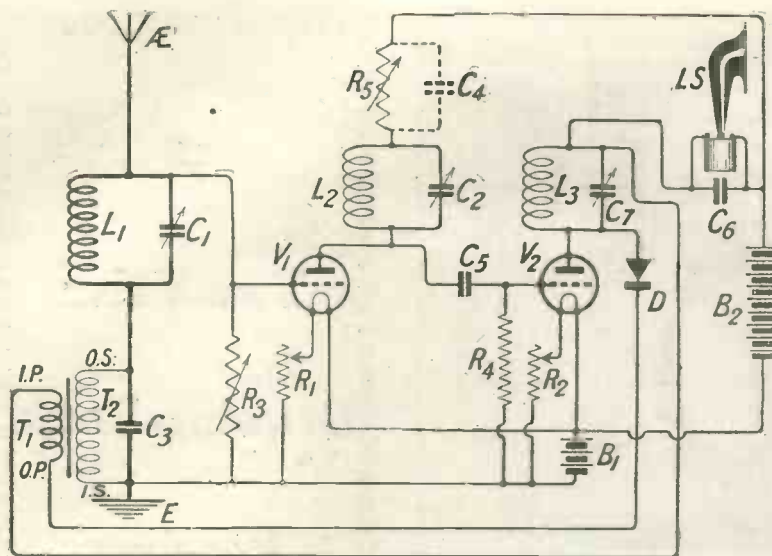 Æ
R5
C4
LS
L1
C1
L2
C2
L3
C7
C6
V1
C5
V2
D
B2
I.P.
O.S.
T1
T2
C3
R3
R1
R4
R2
B1
O.P.
I.S.
E